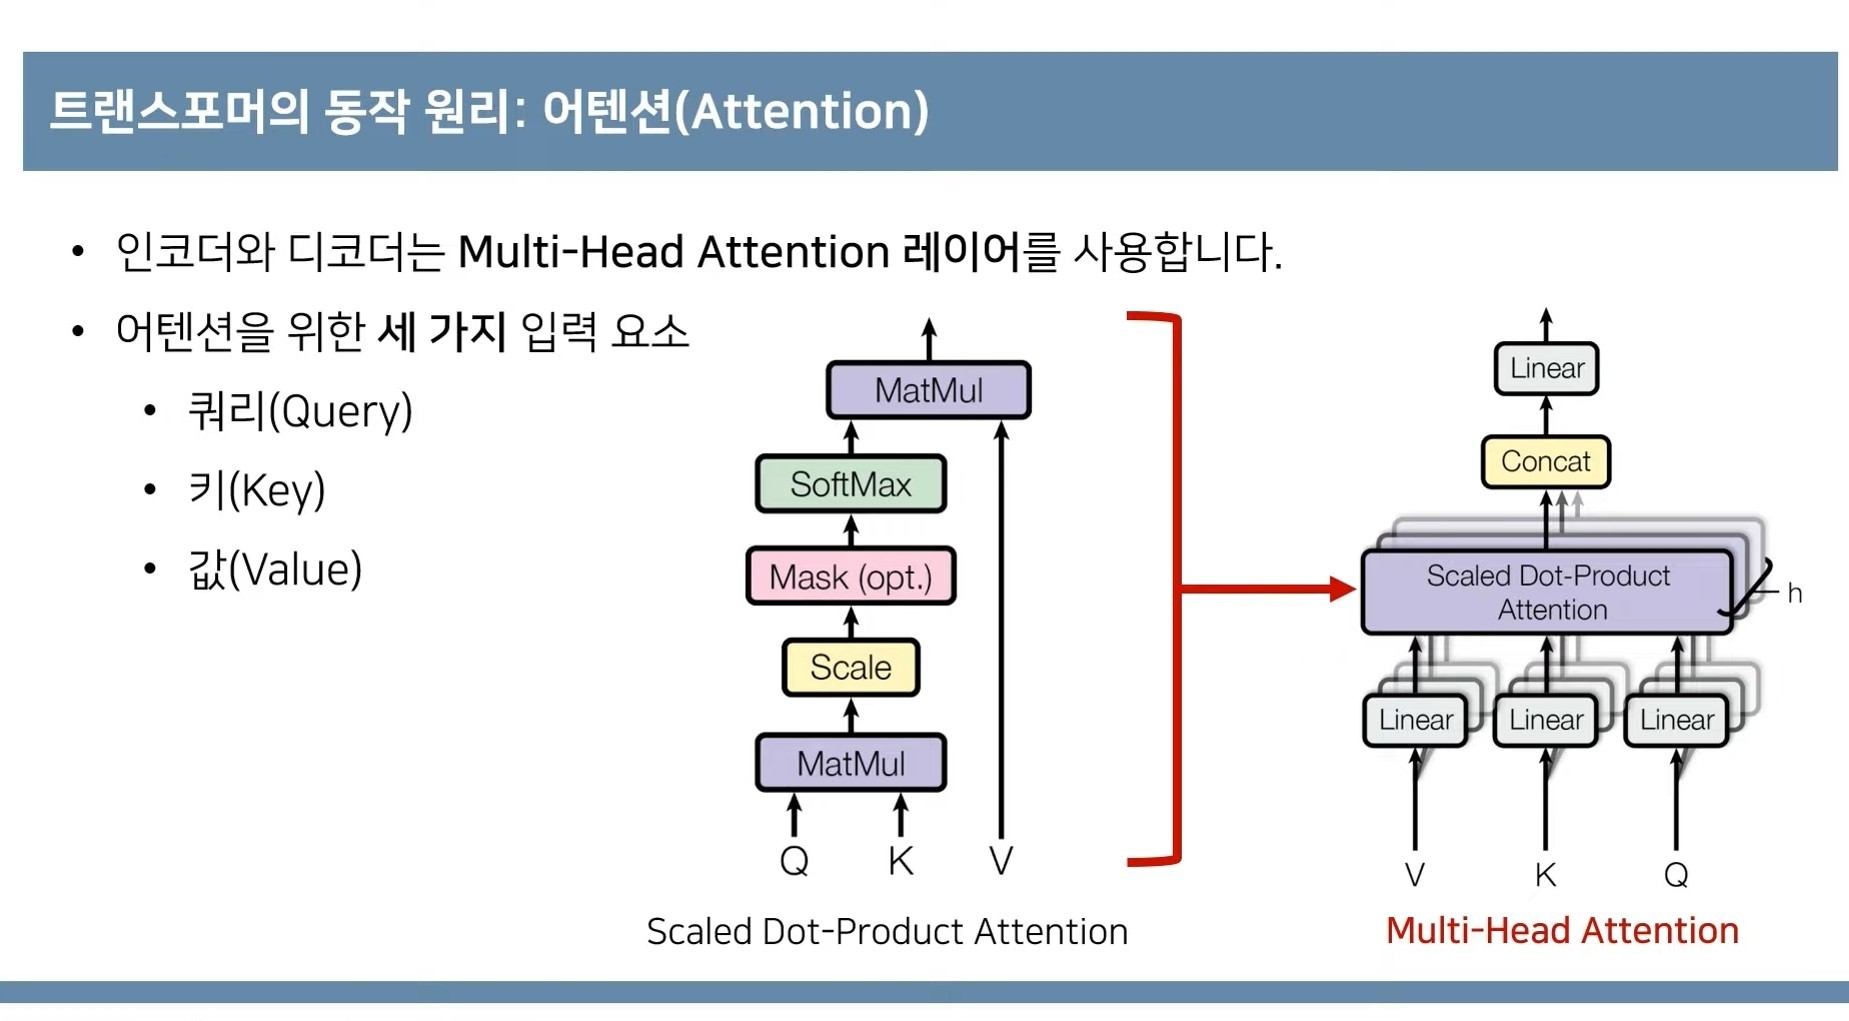 트랜스포머의 동작 원리: 어텐션(Attention)
• 인코더와 디코더는 Multi-Head Attention 레이어를 사용합니다.
• 어텐션을 위한 세 가지 입력 요소
• 쿼리(Query)
• 키(Key)
• 값(Value)
MatMul
SoftMax
Mask (opt.)
Scale
MatMul
Q K V
Scaled Dot-Product Attention
Linear
Concat
Scaled Dot-Product
Attention
h
Linear Linear Linear
V K Q
Multi-Head Attention